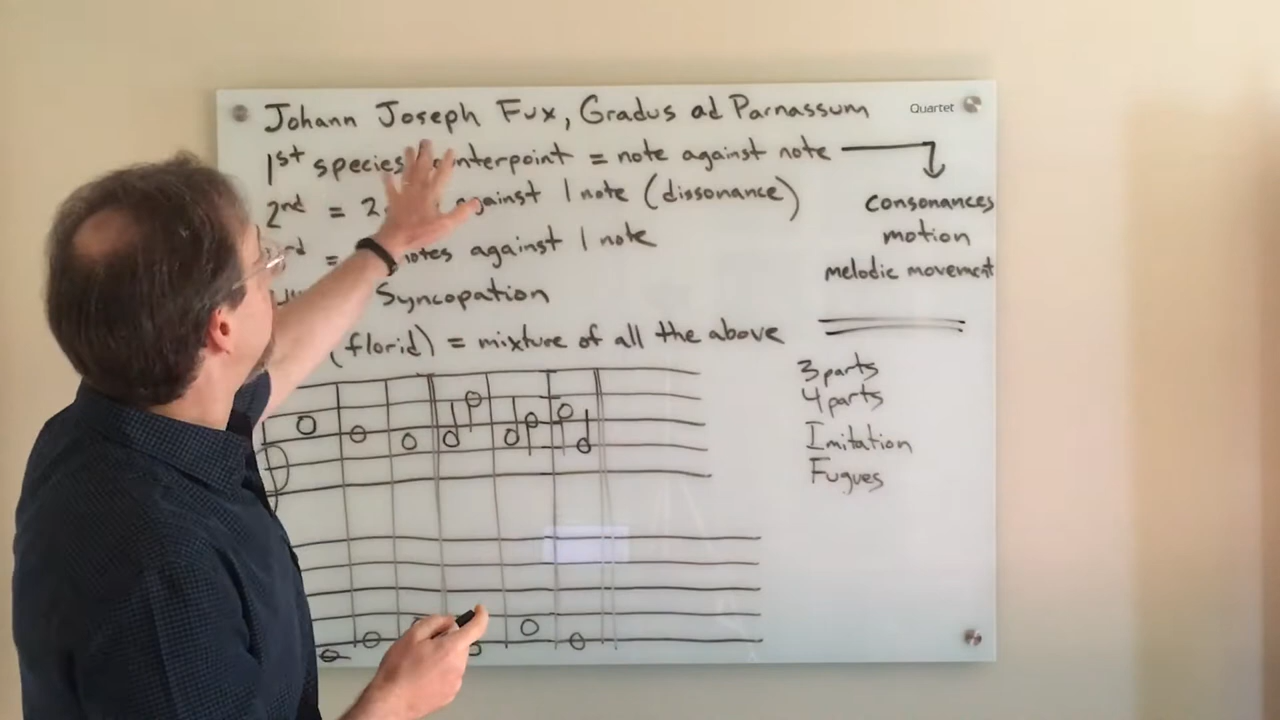 Johann Joseph Fux, Gradus ad Parnassum
Quartet
1st species counterpoint = note against note
2nd = 2 against 1 note (dissonance)
= notes against 1 note
Syncopation
(florid) = mixture of all the above
consonances
motion
melodic movement
3 parts
4 parts
Imitation
Fugues